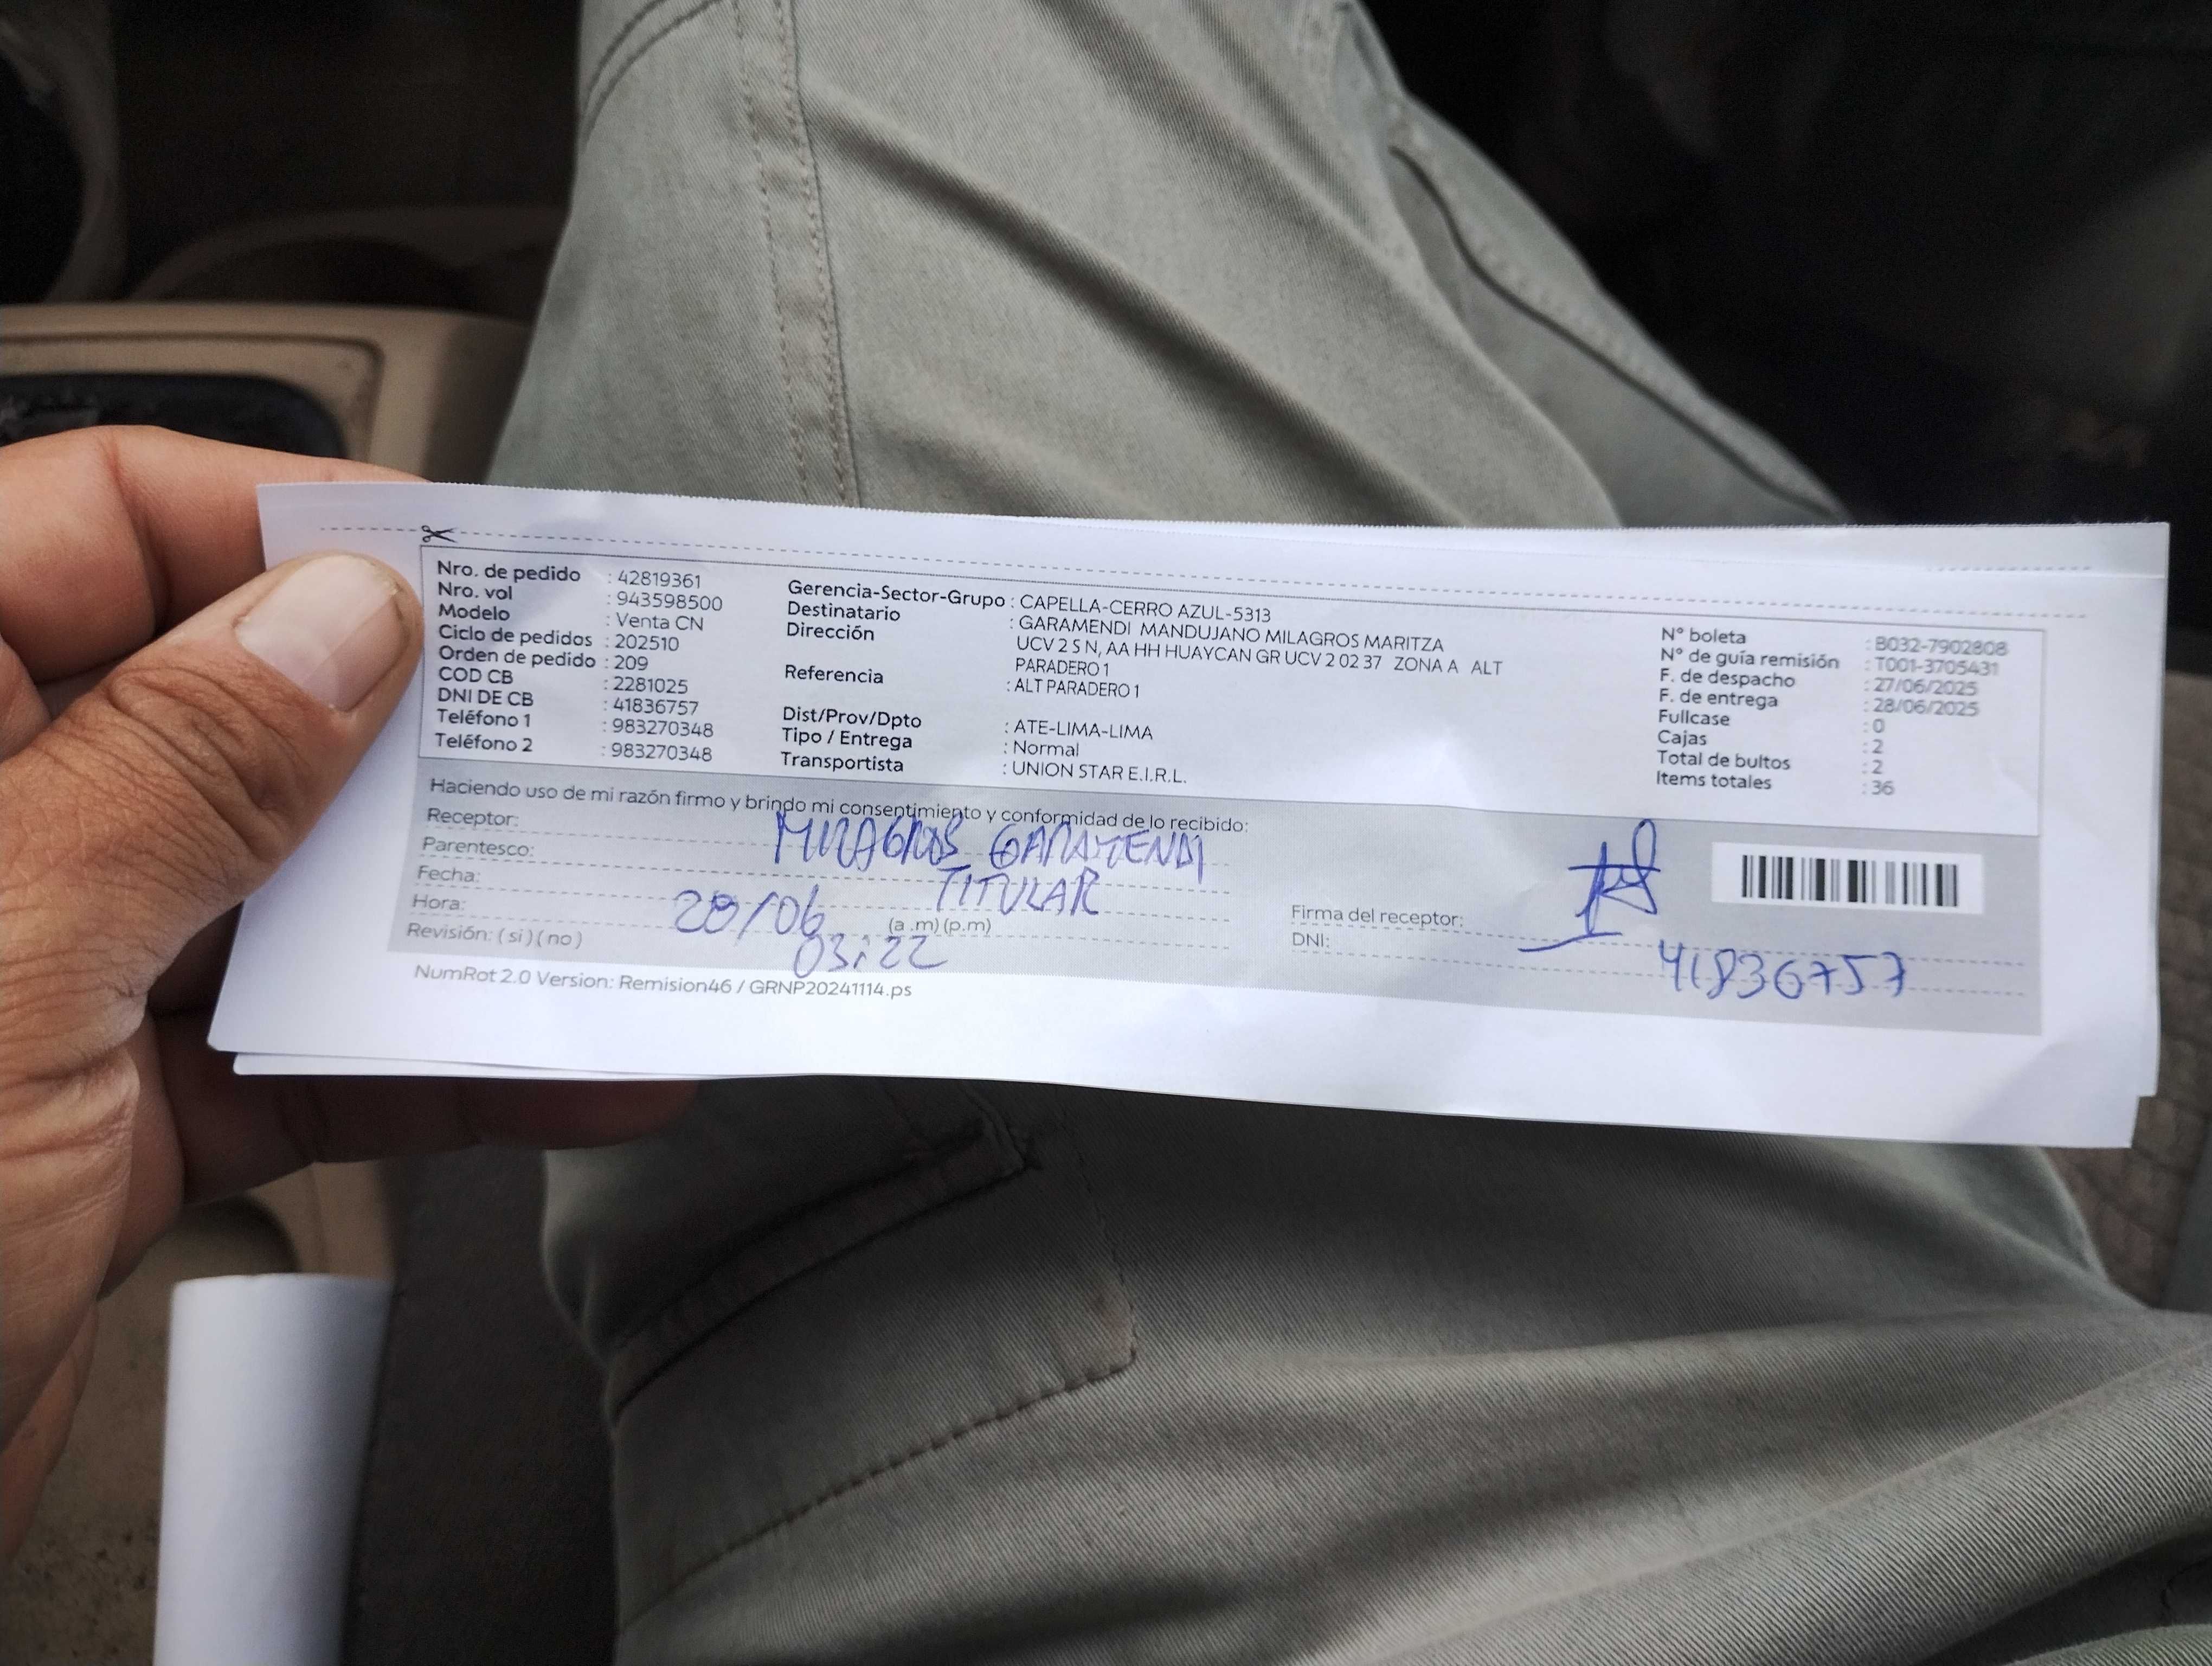 Nro. de pedido : 42819361
Nro. vol : 943598500
Modelo : Venta CN
Ciclo de pedidos : 202510
Orden de pedido : 209
COD CB : 2281025
DNI DE CB : 41836757
Teléfono 1 : 983270348
Teléfono 2 : 983270348
Gerencia-Sector-Grupo : CAPELLA-CERRO AZUL-5313
Destinatario : GARAMENDI MANDUJANO MILAGROS MARITZA
Dirección UCV 2 S N, AA HH HUAYCAN GR UCV 2 02 37 ZONA A ALT
PARADERO 1
Referencia : ALT PARADERO 1
Dist/Prov/Dpto : ATE-LIMA-LIMA
Tipo / Entrega : Normal
Transportista : UNION STAR E.I.R.L.
N° boleta : B032-7902808
N° de guía remisión : T001-3705431
F. de despacho : 27/06/2025
F. de entrega : 28/06/2025
Fullcase : 0
Cajas : 2
Total de bultos : 2
Items totales : 36
Haciendo uso de mi razón firmo y brindo mi consentimiento y conformidad de lo recibido:
Receptor: MILAGROS GARAMENDI
Parentesco: TITULAR
Fecha: 28/06
Hora: 03:22 (a.m) (p.m)
Revisión: ( si ) ( no )
Firma del receptor:
DNI: 41836757
NumRot 2.0 Version: Remision46 / GRNP20241114.ps